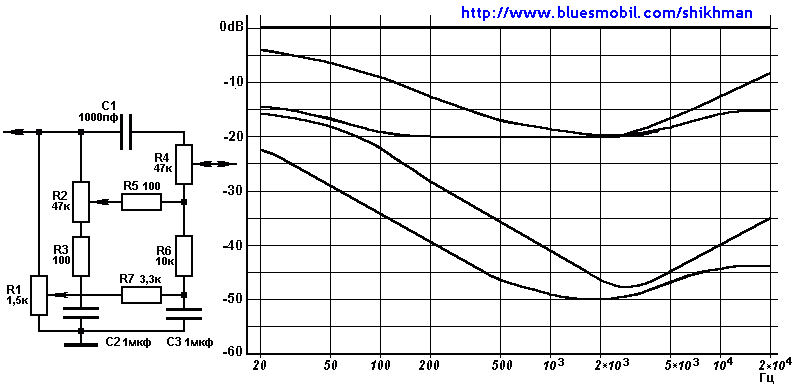 http://www.bluesmobil.com/shikhman
0dB
-10
-20
-30
-40
-50
-60
20 50 100 200 500 10³ 2*10³ 5*10³ 10⁴ 2*10⁴
Гц
C1
1000пф
R4
47к
R5 100
R2
47к
R3
100
R6
10к
R7 3,3к
R1
1,5к
C2 1мкф C3 1мкф